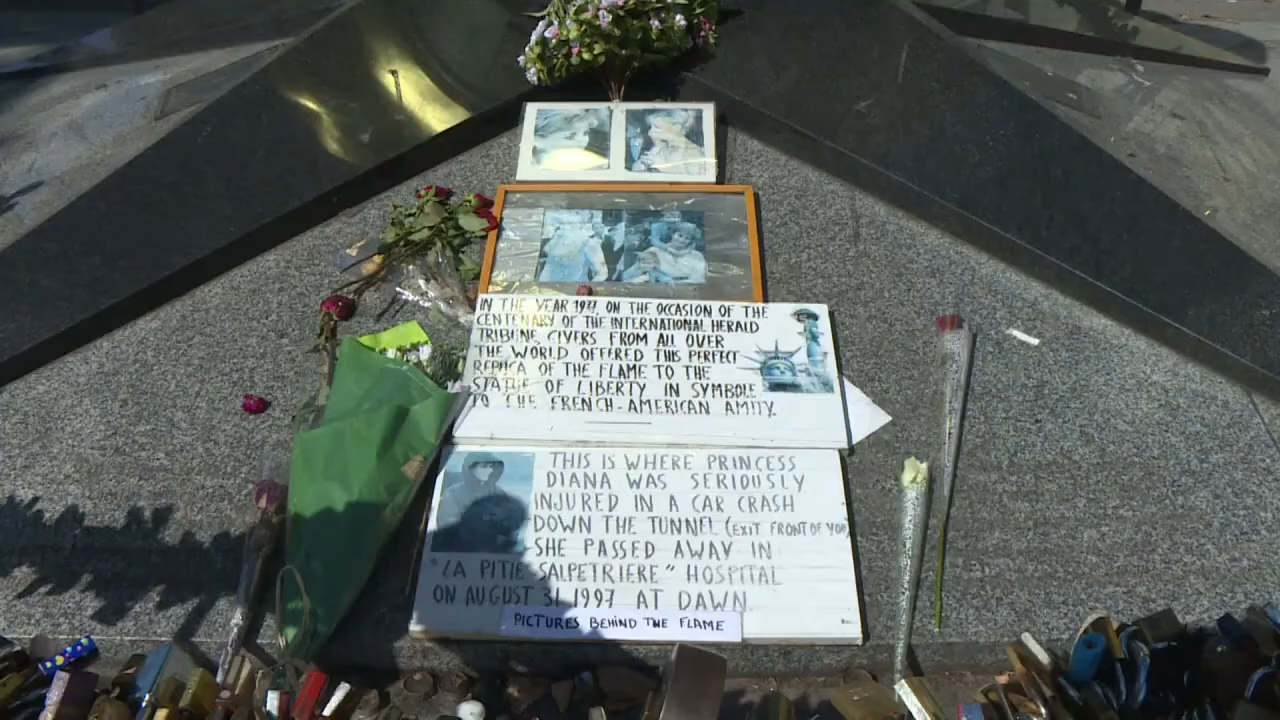 IN THE YEAR 1977, ON THE OCCASION OF THE
CENTENARY OF THE INTERNATIONAL HERALD
TRIBUNE, GIVERS FROM ALL OVER
THE WORLD OFFERED THIS PERFECT
REPLICA OF THE FLAME TO THE
STATUE OF LIBERTY IN SYMBOLE
TO THE FRENCH-AMERICAN AMITY.
THIS IS WHERE PRINCESS
DIANA WAS SERIOUSLY
INJURED IN A CAR CRASH
DOWN THE TUNNEL (EXIT FRONT OF YOU)
SHE PASSED AWAY IN
"LA PITIE-SALPETRIERE" HOSPITAL
ON AUGUST 31 1997 AT DAWN
PICTURES BEHIND THE FLAME